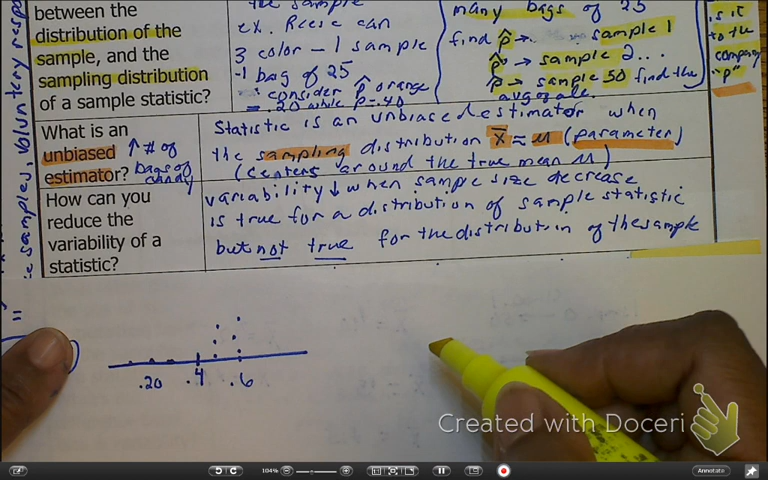 between the
distribution of the
sample, and the
sampling distribution
of a sample statistic?
the sample
ex. Reese can
3 color - 1 sample
-1 bag of 25
consider p̂ orange
= .20 while p = .40
many bags of 25
find p̂ → sample 1
p̂ → sample 2...
p̂ → sample 50 find the
avg of all
is it
to the
company
"p"
What is an
unbiased
estimator?
↑ # of
bags of
candy
Statistic is an unbiased estimator when
the sampling distribution x̄ ≈ μ (parameter)
(centers around the true mean μ)
How can you
reduce the
variability of a
statistic?
variability ↓ when sample size decrease
is true for a distribution of sample statistic
but not true for the distribution of the sample
samples, voluntary resp
=
.20 .4 .6
Created with Doceri
104%
Annotate